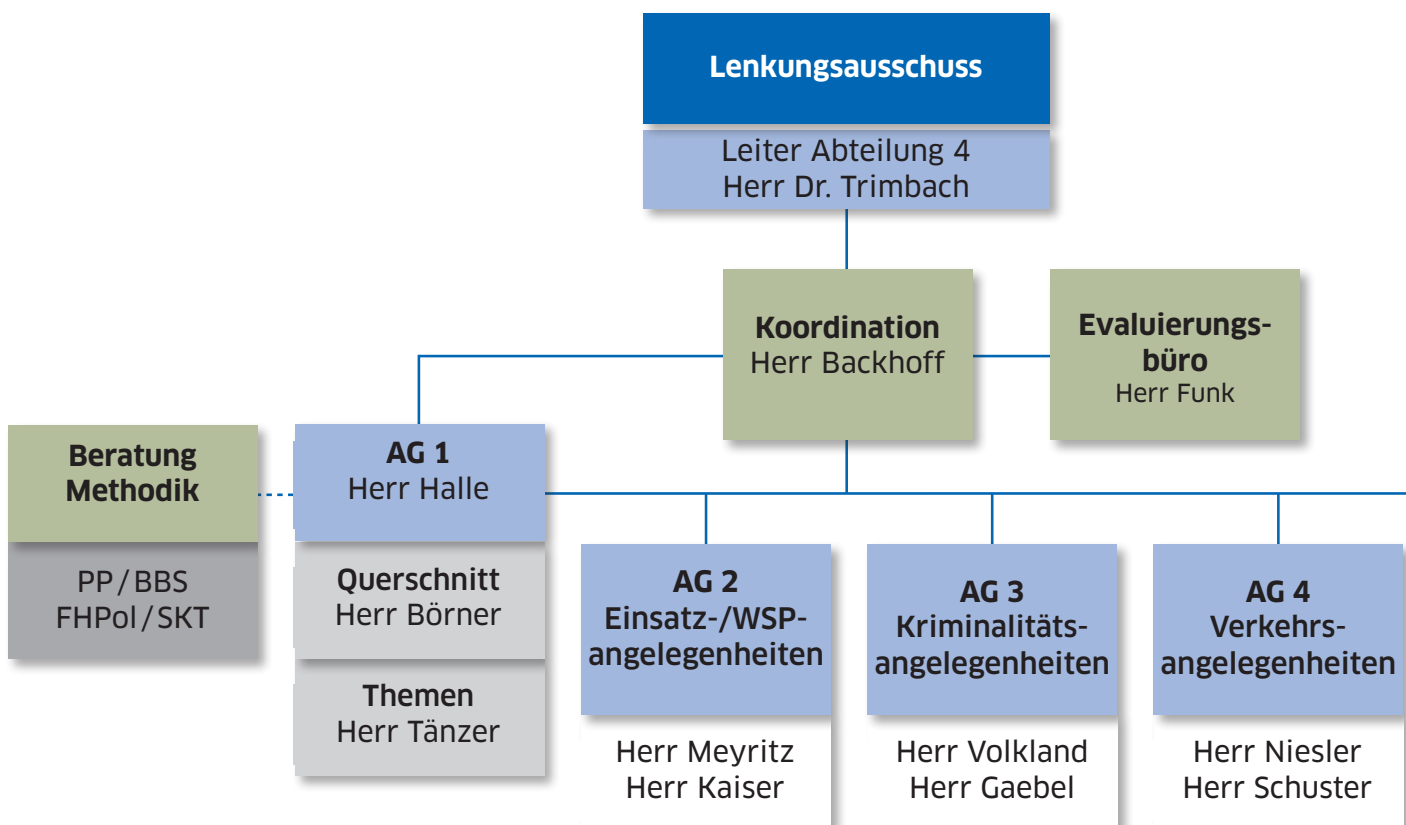 Lenkungsausschuss
Leiter Abteilung 4
Herr Dr. Trimbach
Koordination
Herr Backhoff
Evaluierungs-
büro
Herr Funk
Beratung
Methodik
PP / BBS
FHPol / SKT
AG 1
Herr Halle
Querschnitt
Herr Börner
Themen
Herr Tänzer
AG 2
Einsatz-/WSP-
angelegenheiten
Herr Meyritz
Herr Kaiser
AG 3
Kriminalitäts-
angelegenheiten
Herr Volkland
Herr Gaebel
AG 4
Verkehrs-
angelegenheiten
Herr Niesler
Herr Schuster